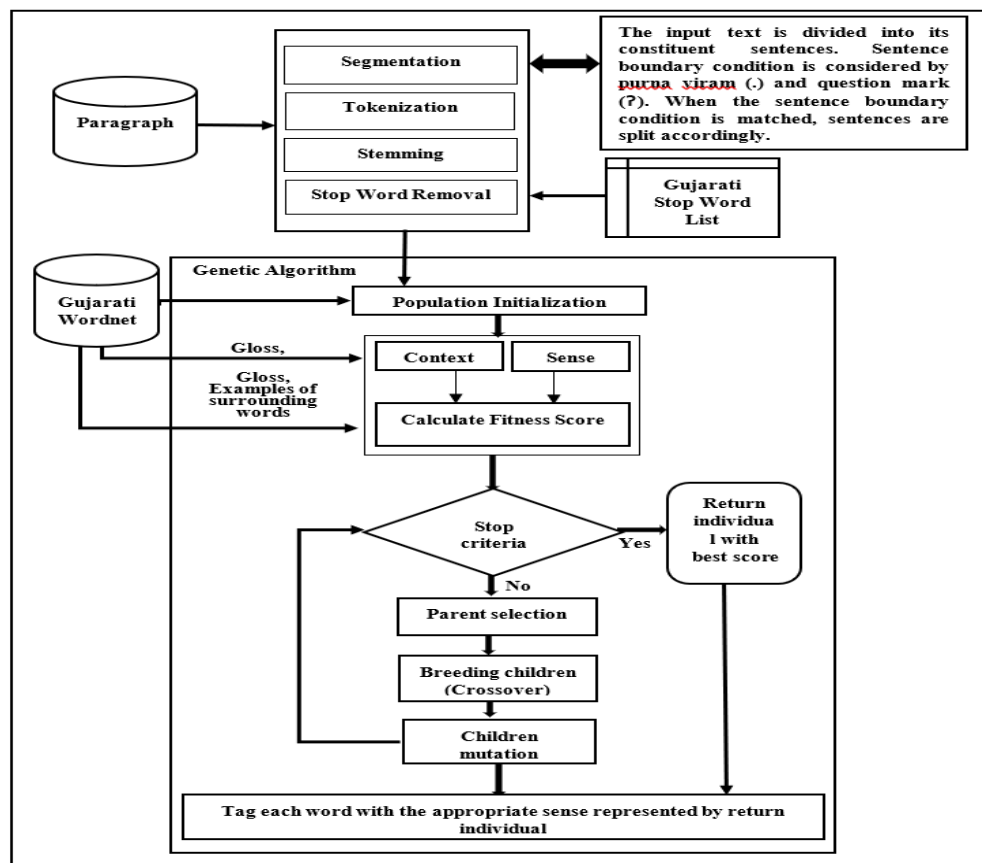 The input text is divided into its
constituent sentences. Sentence
boundary condition is considered by
purna viram (.) and question mark
(?). When the sentence boundary
condition is matched, sentences are
split accordingly.
Segmentation
Tokenization
Stemming
Stop Word Removal
Paragraph
Gujarati
Stop Word
List
Genetic Algorithm
Gujarati
Wordnet
Population Initialization
Gloss,
Context
Sense
Gloss,
Examples of
surrounding
words
Calculate Fitness Score
Stop
criteria
Yes
Return
individua
l with
best score
No
Parent selection
Breeding children
(Crossover)
Children
mutation
Tag each word with the appropriate sense represented by return
individual